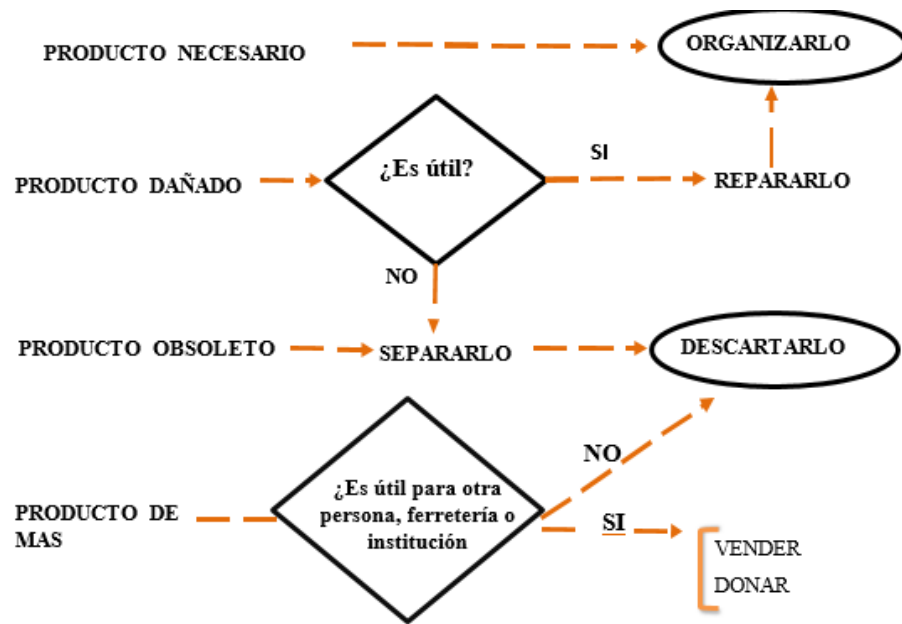 PRODUCTO NECESARIO
ORGANIZARLO
PRODUCTO DAÑADO
¿Es útil?
SI
REPARARLO
NO
PRODUCTO OBSOLETO
SEPARARLO
DESCARTARLO
PRODUCTO DE
MAS
¿Es útil para otra
persona, ferretería o
institución
NO
SI
VENDER
DONAR